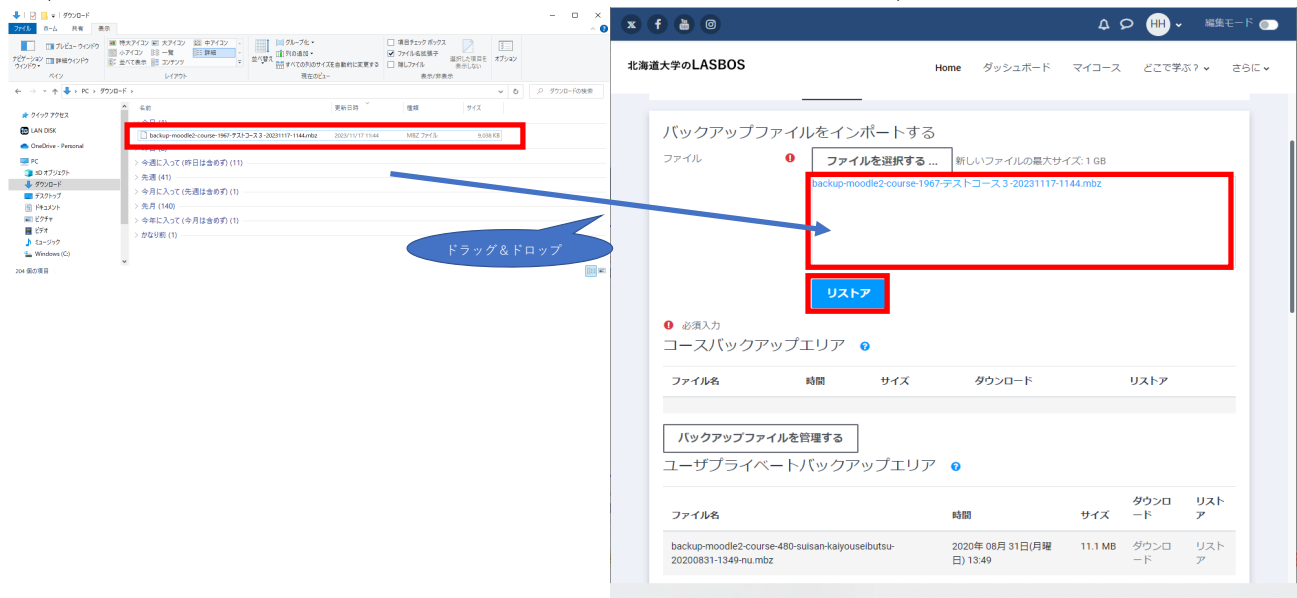 ダウンロード
ファイル ホーム 共有 表示
ナビゲーション ウィンドウ
プレビュー ウィンドウ
詳細ウィンドウ
ペイン
特大アイコン 大アイコン 中アイコン
小アイコン 一覧 詳細
並べて表示 コンテンツ
レイアウト
並べ替え
グループ化
列の追加
すべての列のサイズを自動的に変更する
現在のビュー
項目チェック ボックス
ファイル名拡張子
隠しファイル
選択した項目を表示しない
表示/非表示
オプション
PC › ダウンロード ›
ダウンロードの検索
クイック アクセス
LAN DISK
OneDrive - Personal
PC
3D オブジェクト
ダウンロード
デスクトップ
ドキュメント
ピクチャ
ビデオ
ミュージック
Windows (C:)
204 個の項目
名前 更新日時 種類 サイズ
backup-moodle2-course-1967-テストコース 3 -20231117-1144.mbz 2023/11/17 11:44 MBZ ファイル 9,038 KB
今週に入って (昨日は含めず) (11)
先週 (41)
今月に入って (先週は含めず) (1)
先月 (140)
今年に入って (今月は含めず) (1)
かなり前 (1)
ドラッグ＆ドロップ
HH 編集モード
北海道大学のLASBOS Home ダッシュボード マイコース どこで学ぶ? さらに
バックアップファイルをインポートする
ファイル ファイルを選択する ... 新しいファイルの最大サイズ: 1 GB
backup-moodle2-course-1967-テストコース 3 -20231117-1144.mbz
リストア
必須入力
コースバックアップエリア
ファイル名 時間 サイズ ダウンロード リストア
バックアップファイルを管理する
ユーザプライベートバックアップエリア
ファイル名 時間 サイズ ダウンロード リストア
backup-moodle2-course-480-suisan-kaiyouseibutsu-20200831-1349-nu.mbz 2020年 08月 31日(月曜日) 13:49 11.1 MB ダウンロード リストア